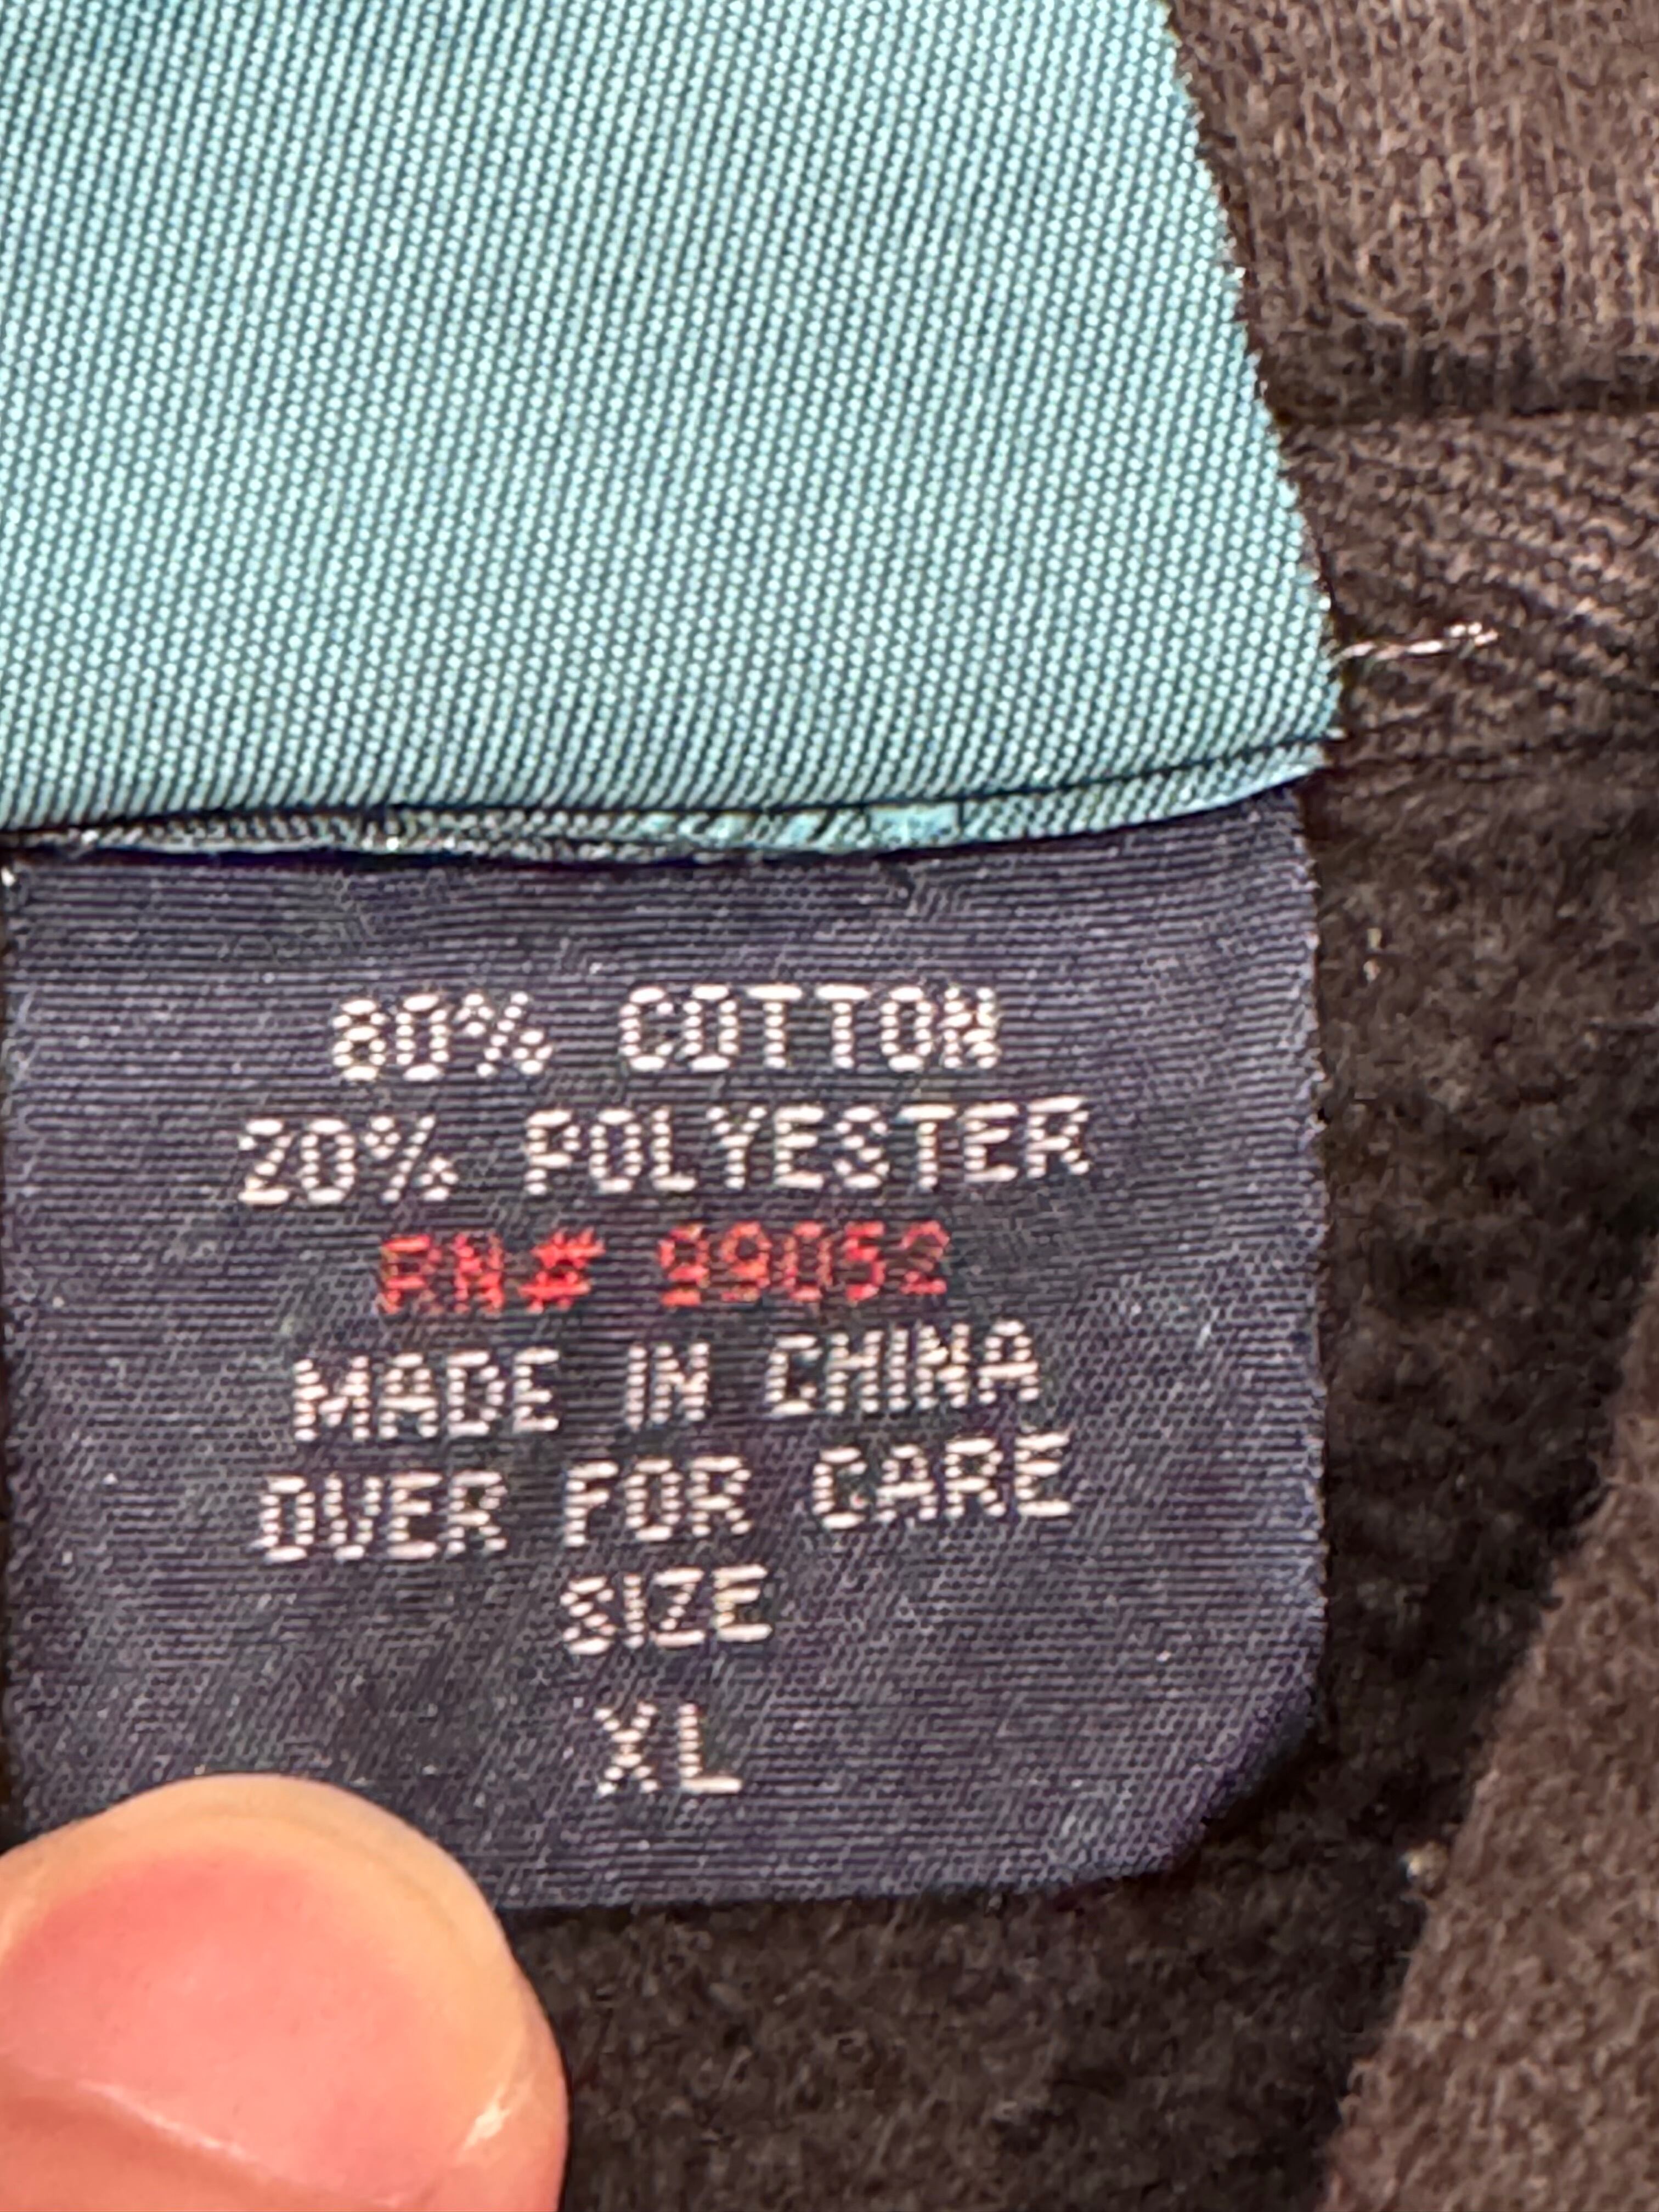 80% COTTON
20% POLYESTER
RN# 99052
MADE IN CHINA
OVER FOR CARE
SIZE
XL